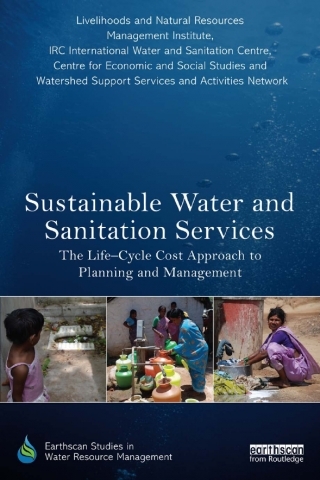 Livelihoods and Natural Resources
Management Institute,
IRC International Water and Sanitation Centre,
Centre for Economic and Social Studies and
Watershed Support Services and Activities Network
Sustainable Water and
Sanitation Services
The Life–Cycle Cost Approach to
Planning and Management
Earthscan Studies in
Water Resource Management
earthscan
from Routledge